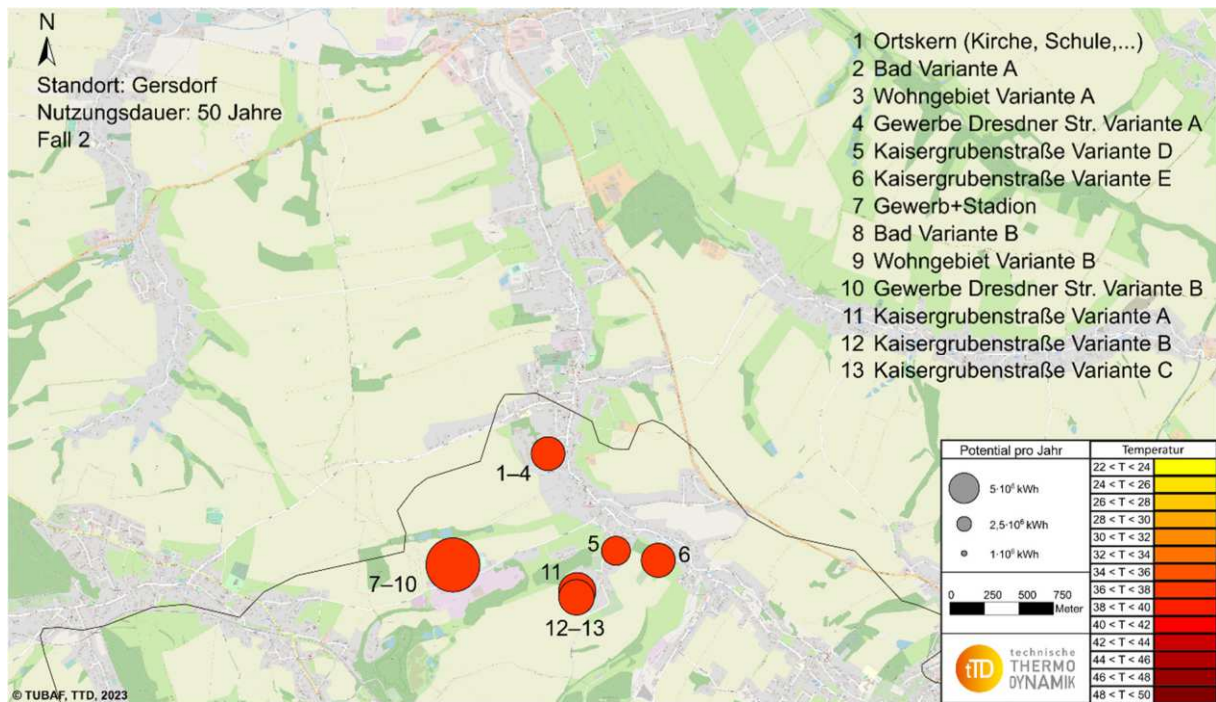 N
Standort: Gersdorf
Nutzungsdauer: 50 Jahre
Fall 2
1 Ortskern (Kirche, Schule,...)
2 Bad Variante A
3 Wohngebiet Variante A
4 Gewerbe Dresdner Str. Variante A
5 Kaisergrubenstraße Variante D
6 Kaisergrubenstraße Variante E
7 Gewerb+Stadion
8 Bad Variante B
9 Wohngebiet Variante B
10 Gewerbe Dresdner Str. Variante B
11 Kaisergrubenstraße Variante A
12 Kaisergrubenstraße Variante B
13 Kaisergrubenstraße Variante C
1–4
5
6
7–10
11
12–13
Potential pro Jahr
5·10⁶ kWh
2,5·10⁶ kWh
1·10⁶ kWh
0 250 500 750
Meter
technische
THERMO
DYNAMIK
tTD
Temperatur
22 < T < 24
24 < T < 26
26 < T < 28
28 < T < 30
30 < T < 32
32 < T < 34
34 < T < 36
36 < T < 38
38 < T < 40
40 < T < 42
42 < T < 44
44 < T < 46
46 < T < 48
48 < T < 50
© TUBAF, TTD, 2023